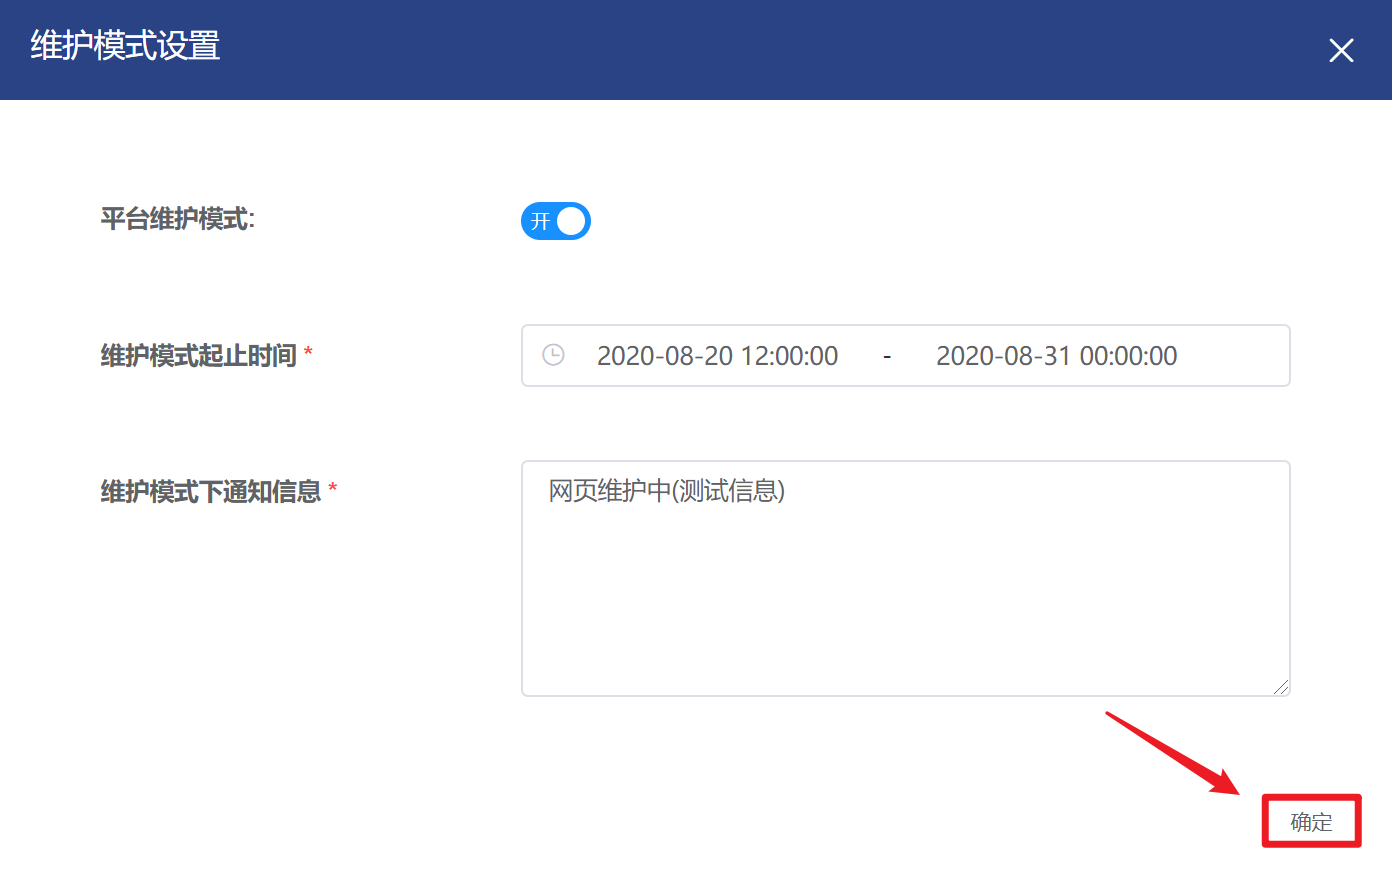 维护模式设置
平台维护模式:
开
维护模式起止时间 *
2020-08-20 12:00:00 - 2020-08-31 00:00:00
维护模式下通知信息 *
网页维护中(测试信息)
确定